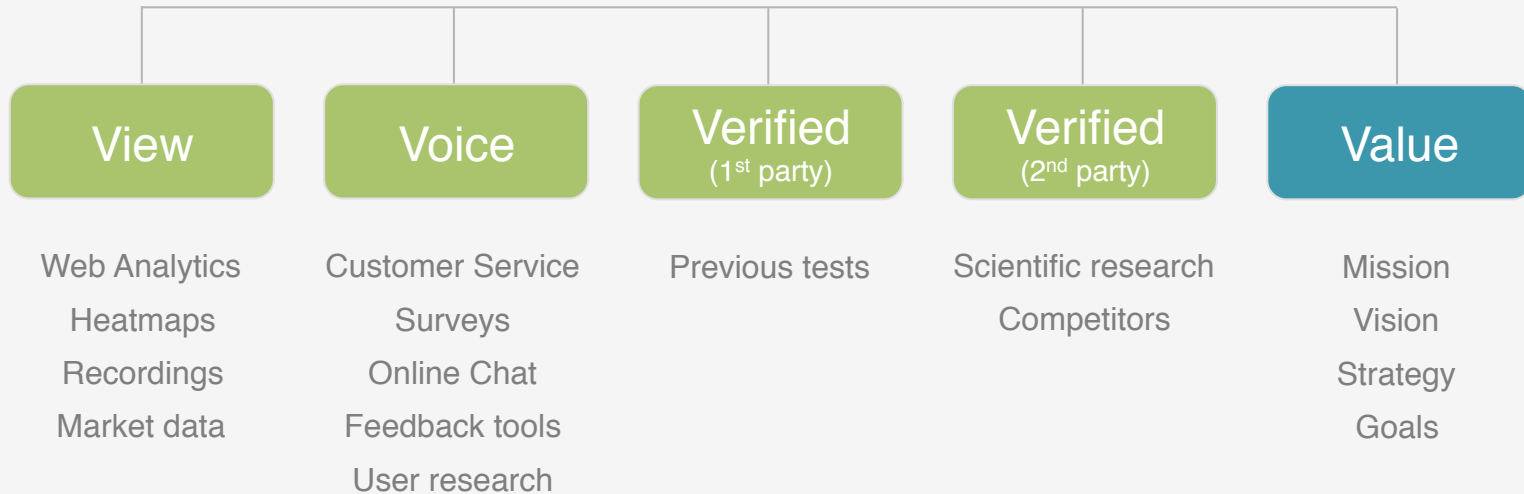 View
Voice
Verified
(1st party)
Verified
(2nd party)
Value
Web Analytics
Heatmaps
Recordings
Market data
Customer Service
Surveys
Online Chat
Feedback tools
User research
Previous tests
Scientific research
Competitors
Mission
Vision
Strategy
Goals